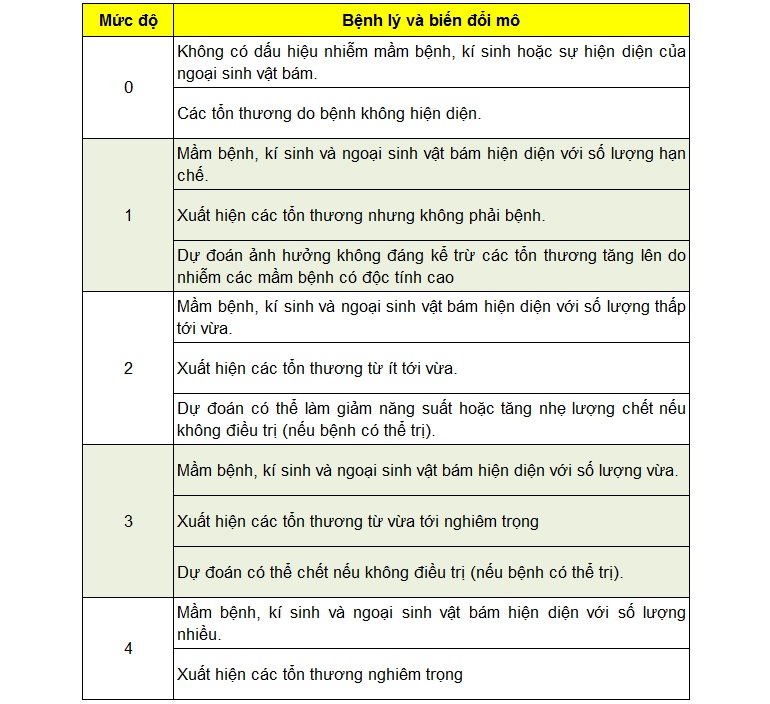 Mức độ
Bệnh lý và biến đổi mô
0
Không có dấu hiệu nhiễm mầm bệnh, kí sinh hoặc sự hiện diện của
ngoại sinh vật bám.
Các tổn thương do bệnh không hiện diện.
1
Mầm bệnh, kí sinh và ngoại sinh vật bám hiện diện với số lượng hạn
chế.
Xuất hiện các tổn thương nhưng không phải bệnh.
Dự đoán ảnh hưởng không đáng kể trừ các tổn thương tăng lên do
nhiễm các mầm bệnh có độc tính cao
2
Mầm bệnh, kí sinh và ngoại sinh vật bám hiện diện với số lượng thấp
tới vừa.
Xuất hiện các tổn thương từ ít tới vừa.
Dự đoán có thể làm giảm năng suất hoặc tăng nhẹ lượng chết nếu
không điều trị (nếu bệnh có thể trị).
3
Mầm bệnh, kí sinh và ngoại sinh vật bám hiện diện với số lượng vừa.
Xuất hiện các tổn thương từ vừa tới nghiêm trọng
Dự đoán có thể chết nếu không điều trị (nếu bệnh có thể trị).
4
Mầm bệnh, kí sinh và ngoại sinh vật bám hiện diện với số lượng
nhiều.
Xuất hiện các tổn thương nghiêm trọng